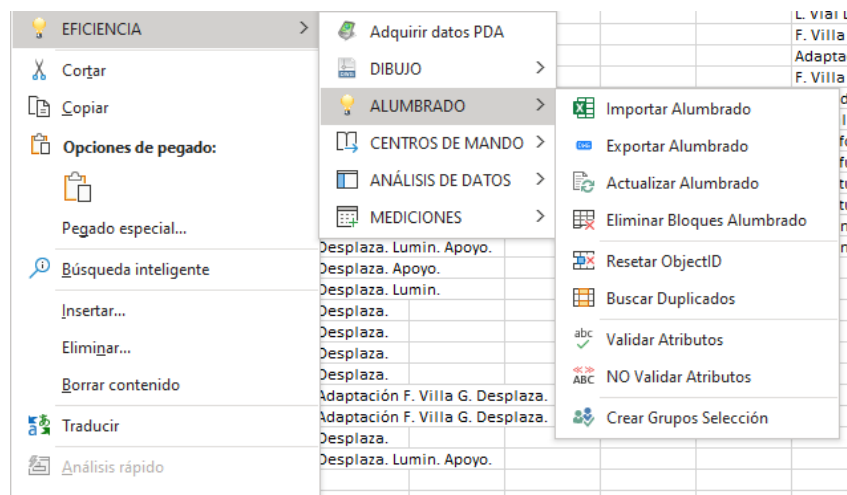 EFICIENCIA
Cortar
Copiar
Opciones de pegado:
Pegado especial...
Búsqueda inteligente
Insertar...
Eliminar...
Borrar contenido
Traducir
Análisis rápido
Adquirir datos PDA
DIBUJO
ALUMBRADO
CENTROS DE MANDO
ANÁLISIS DE DATOS
MEDICIONES
Importar Alumbrado
Exportar Alumbrado
Actualizar Alumbrado
Eliminar Bloques Alumbrado
Resetar ObjectID
Buscar Duplicados
abc
Validar Atributos
ABC
NO Validar Atributos
Crear Grupos Selección
F. Villa
Adapta
F. Villa
Desplaza. Lumin. Apoyo.
Desplaza. Apoyo.
Desplaza. Lumin.
Desplaza.
Desplaza.
Desplaza.
Desplaza.
Adaptación F. Villa G. Desplaza.
Adaptación F. Villa G. Desplaza.
Desplaza.
Desplaza. Lumin. Apoyo.